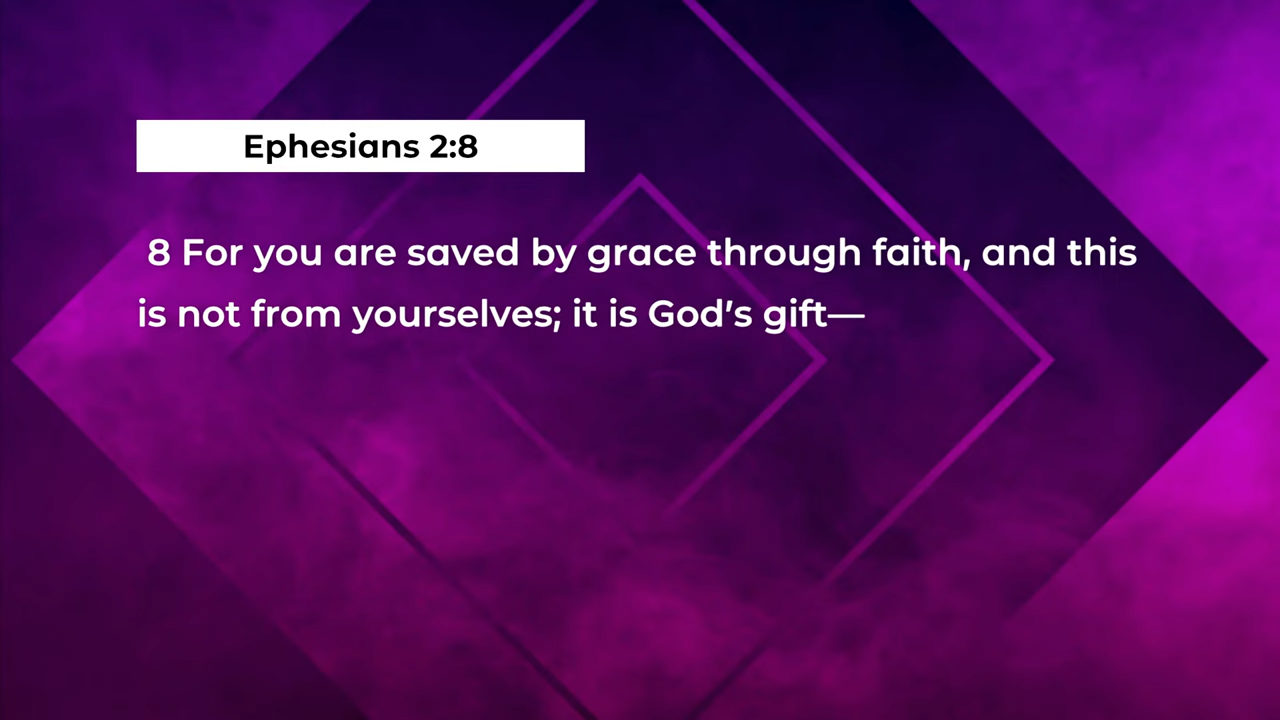 Ephesians 2:8
8 For you are saved by grace through faith, and this
is not from yourselves; it is God’s gift—